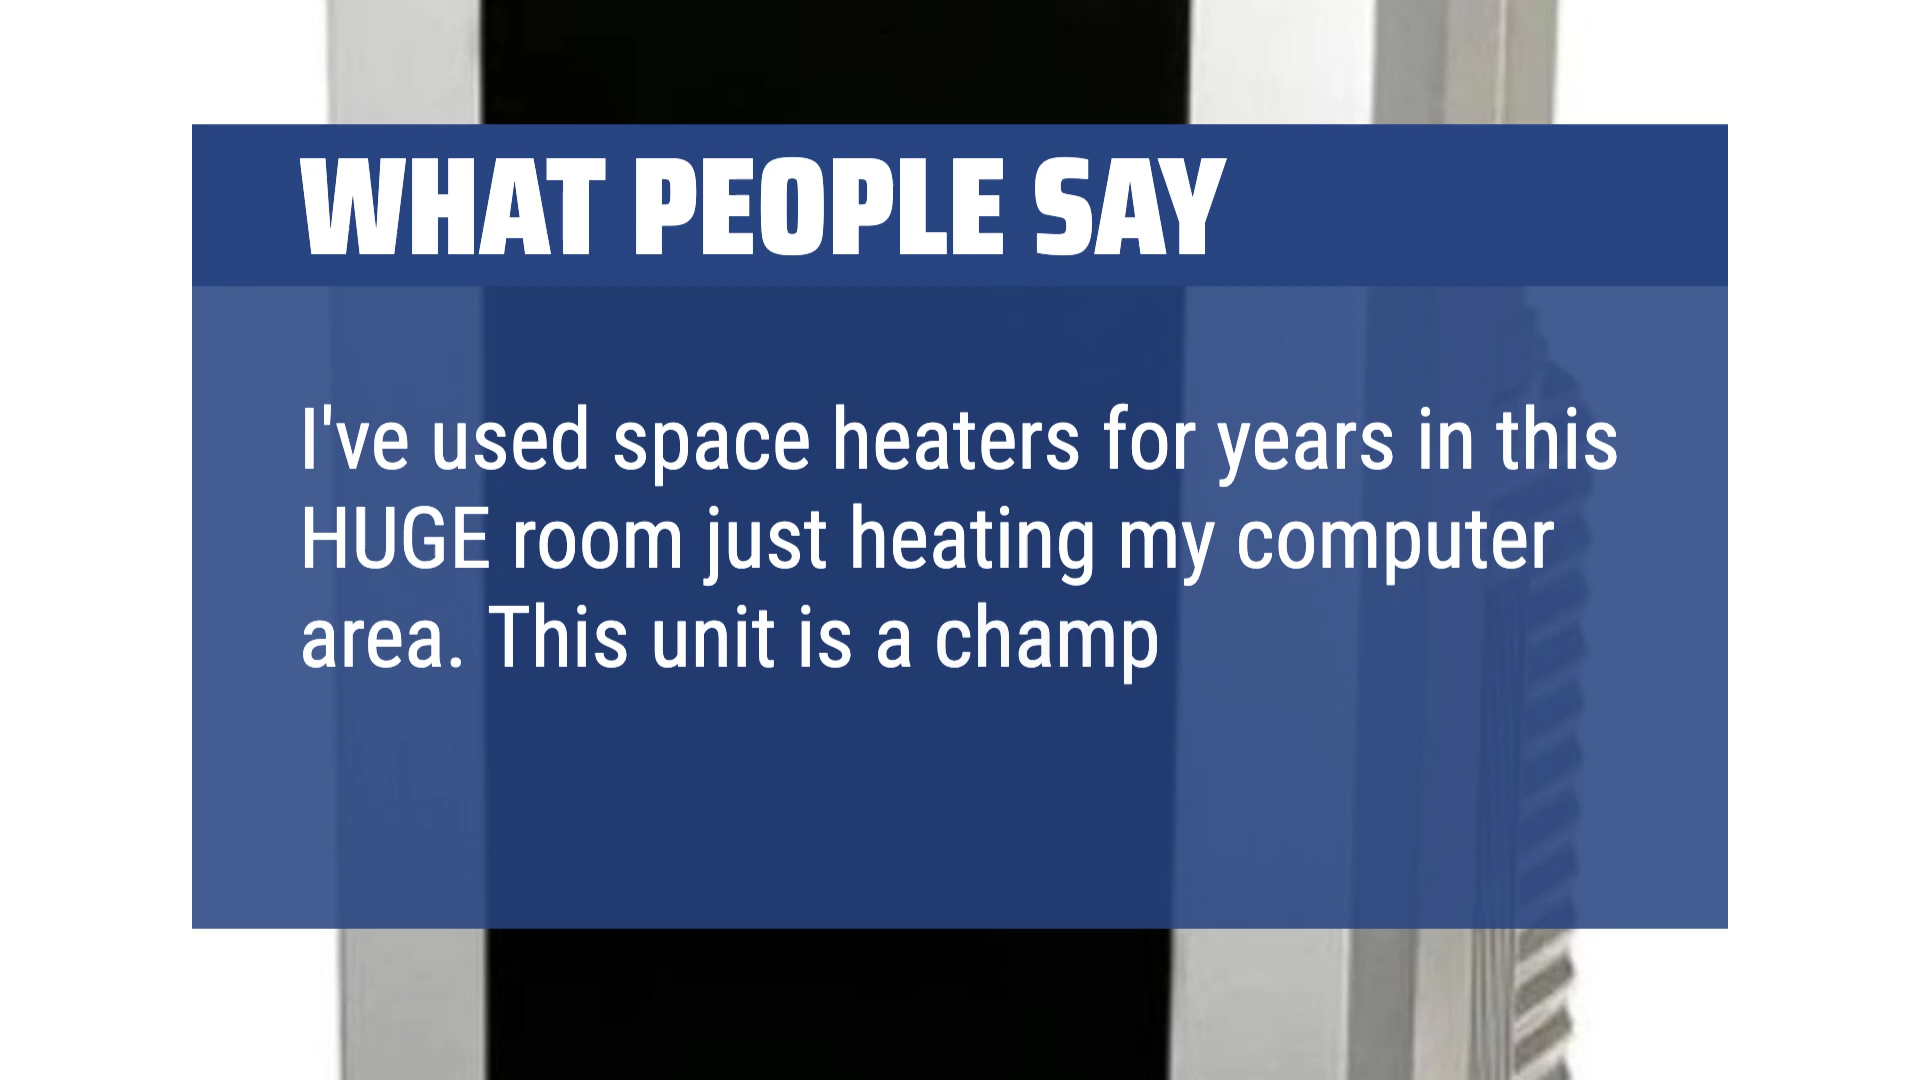 WHAT PEOPLE SAY
I've used space heaters for years in this
HUGE room just heating my computer
area. This unit is a champ